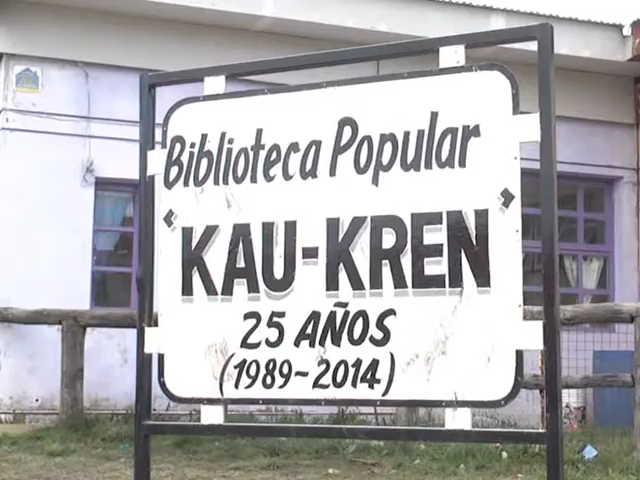 Biblioteca Popular
"KAU-KREN"
25 AÑOS
(1989~2014)